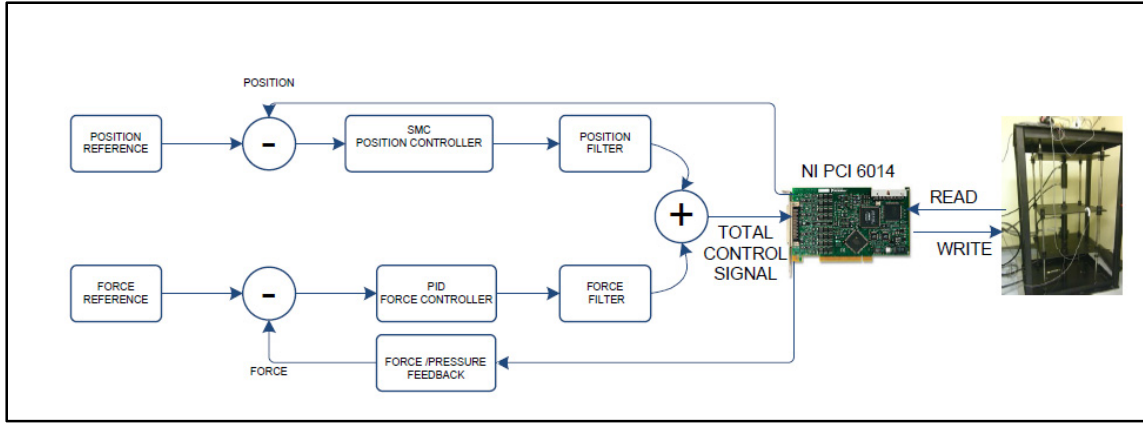 POSITION
POSITION
REFERENCE
-
SMC
POSITION CONTROLLER
POSITION
FILTER
NI PCI 6014
READ
WRITE
+
TOTAL
CONTROL
SIGNAL
FORCE
REFERENCE
-
PID
FORCE CONTROLLER
FORCE
FILTER
FORCE /PRESSURE
FEEDBACK
FORCE